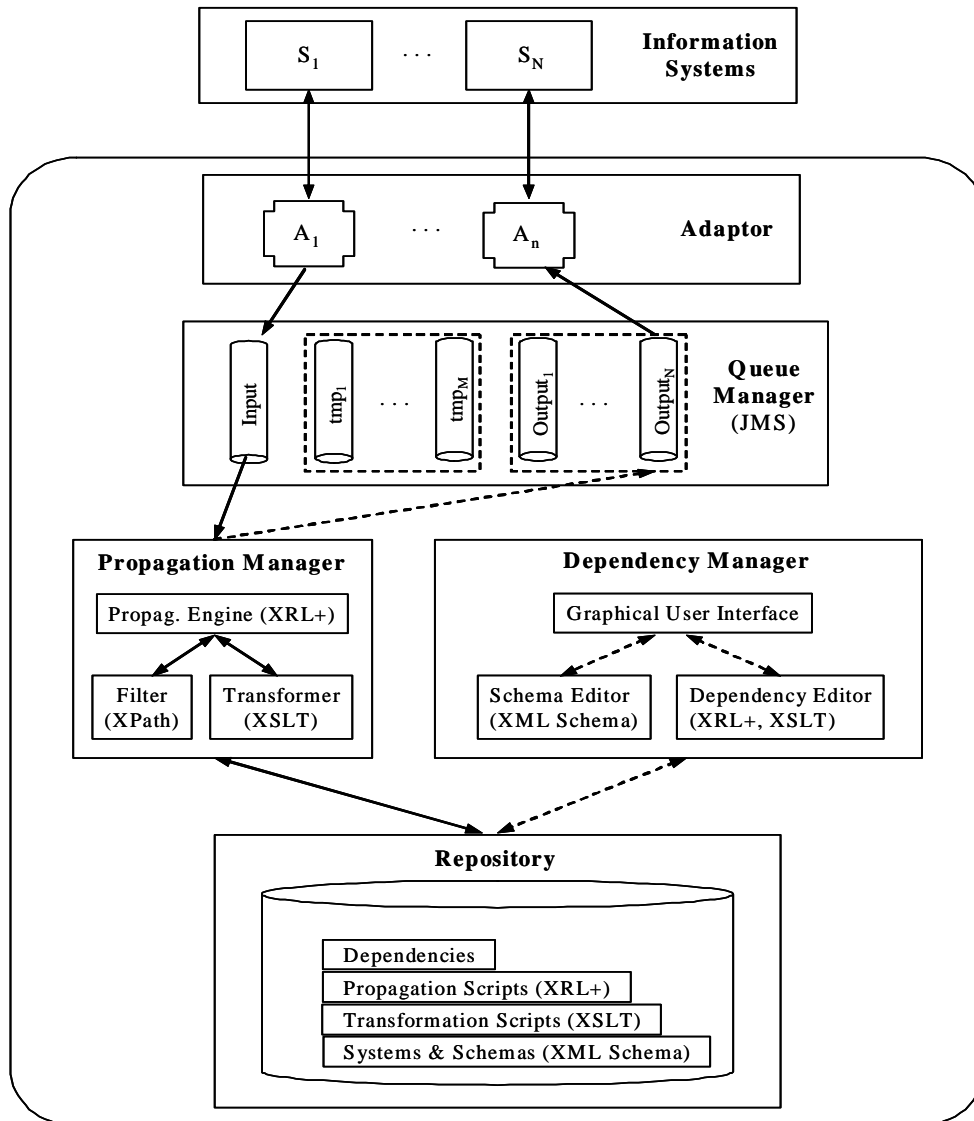 S1 · · · SN
Information
Systems
A1 · · · An
Adaptor
Input
tmp1 · · · tmpM
Output1 · · · OutputN
Queue
Manager
(JMS)
Propagation Manager
Propag. Engine (XRL+)
Filter
(XPath)
Transformer
(XSLT)
Dependency Manager
Graphical User Interface
Schema Editor
(XML Schema)
Dependency Editor
(XRL+, XSLT)
Repository
Dependencies
Propagation Scripts (XRL+)
Transformation Scripts (XSLT)
Systems & Schemas (XML Schema)